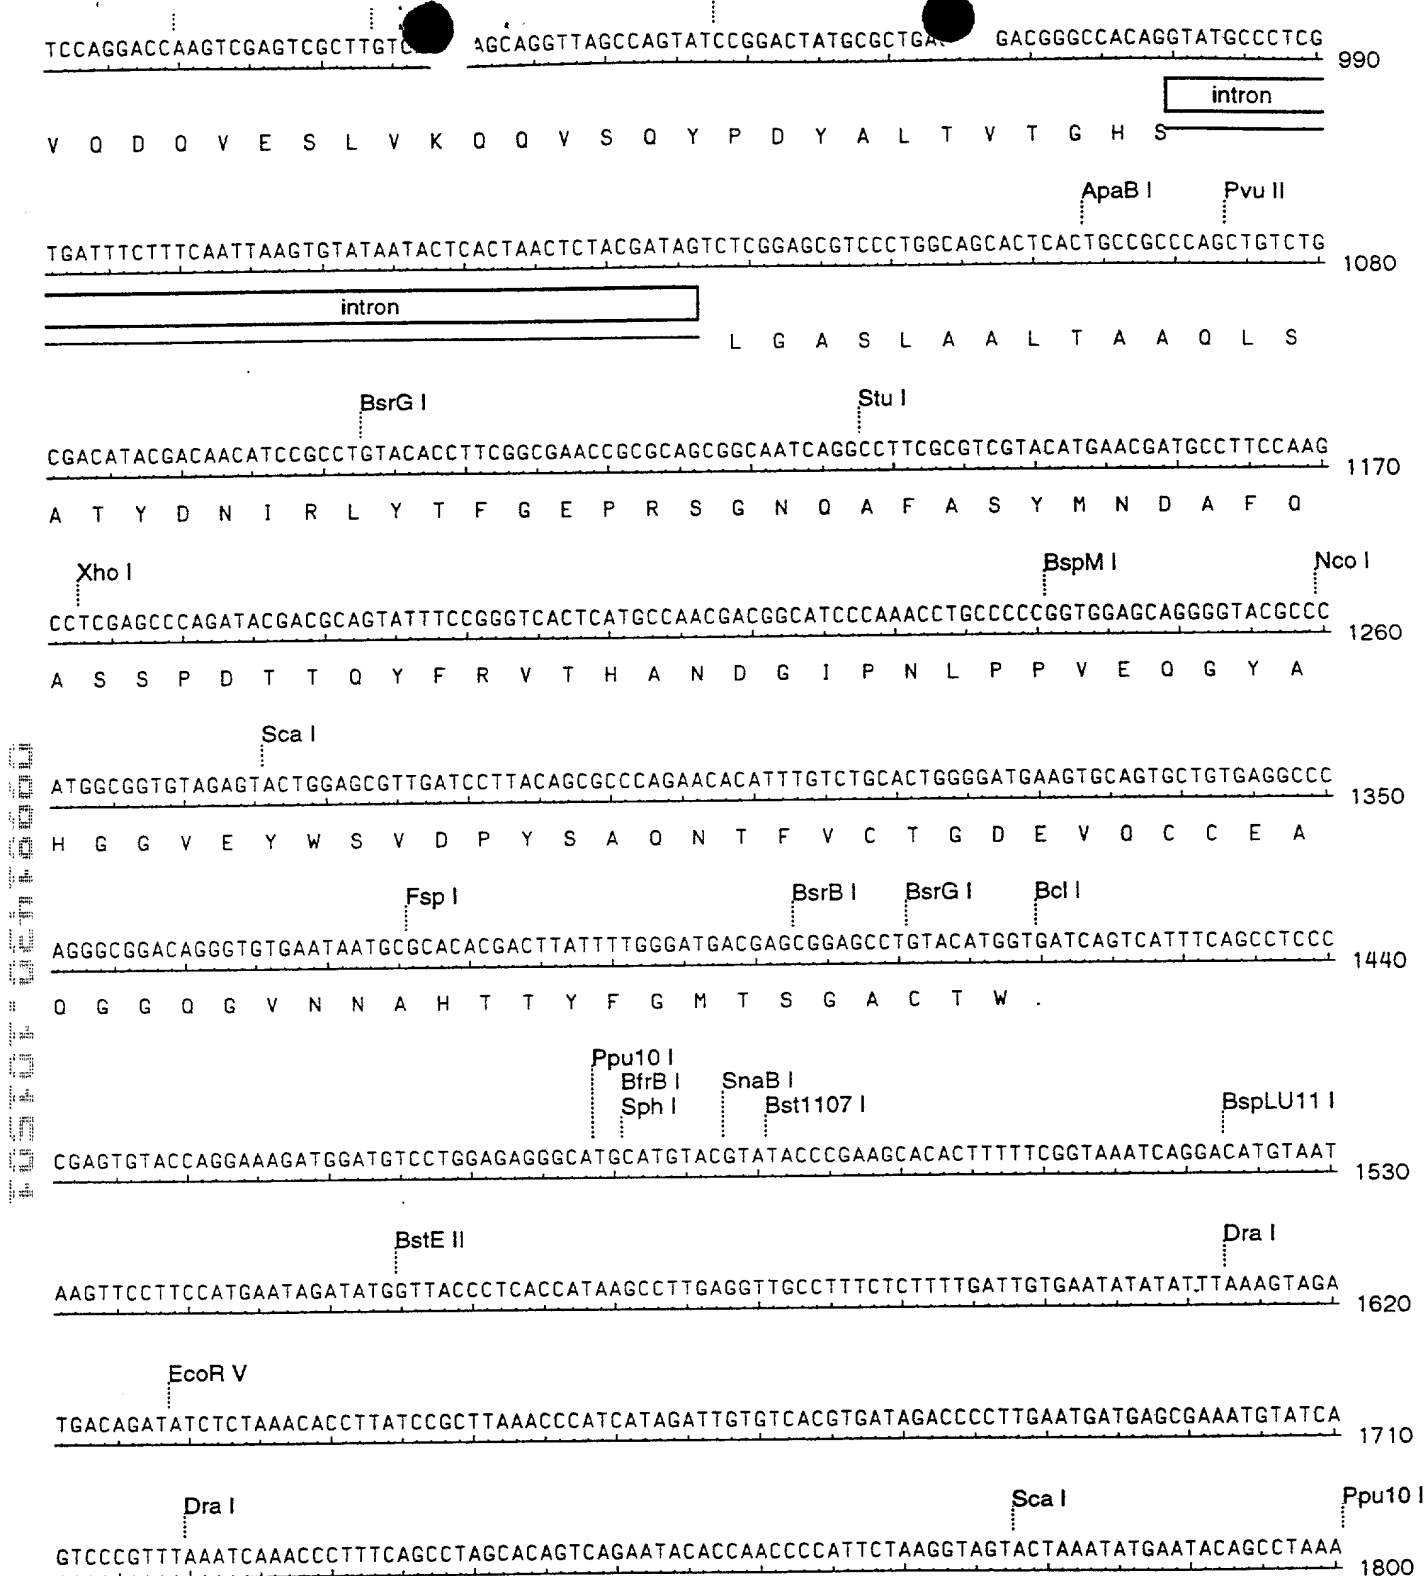 TCCAGGACCAAGTCGAGTCGCTTGTC AGCAGGTTAGCCAGTATCCGGACTATGCGCTGA GACGGGCCACAGGTATGCCCTCG 990
intron
V Q D Q V E S L V K Q Q V S Q Y P D Y A L T V T G H S
ApaB I Pvu II
TGATTTCTTTCAATTAAGTGTATAATACTCACTAACTCTACGATAGTCTCGGAGCGTCCCTGGCAGCACTCACTGCCGCCCAGCTGTCTG 1080
intron
L G A S L A A L T A A Q L S
BsrG I Stu I
CGACATACGACAACATCCGCCTGTACACCTTCGGCGAACCGCGCAGCGGCAATCAGGCCTTCGCGTCGTACATGAACGATGCCTTCCAAG 1170
A T Y D N I R L Y T F G E P R S G N Q A F A S Y M N D A F Q
Xho I BspM I Nco I
CCTCGAGCCCAGATACGACGCAGTATTTCCGGGTCACTCATGCCAACGACGGCATCCCAAACCTGCCCCCGGTGGAGCAGGGGTACGCCC 1260
A S S P D T T Q Y F R V T H A N D G I P N L P P V E Q G Y A
Sca I
ATGGCGGTGTAGAGTACTGGAGCGTTGATCCTTACAGCGCCCAGAACACATTTGTCTGCACTGGGGATGAAGTGCAGTGCTGTGAGGCCC 1350
H G G V E Y W S V D P Y S A Q N T F V C T G D E V Q C C E A
Fsp I BsrB I BsrG I Bcl I
AGGGCGGACAGGGTGTGAATAATGCGCACACGACTTATTTTGGGATGACGAGCGGAGCCTGTACATGGTGATCAGTCATTTCAGCCTCCC 1440
Q G G Q G V N N A H T T Y F G M T S G A C T W .
Ppu10 I
BfrB I SnaB I
Sph I Bst1107 I BspLU11 I
CGAGTGTACCAGGAAAGATGGATGTCCTGGAGAGGGCATGCATGTACGTATACCCGAAGCACACTTTTTCGGTAAATCAGGACATGTAAT 1530
BstE II Dra I
AAGTTCCTTCCATGAATAGATATGGTTACCCTCACCATAAGCCTTGAGGTTGCCTTTCTCTTTTGATTGTGAATATATATTTAAAGTAGA 1620
EcoR V
TGACAGATATCTCTAAACACCTTATCCGCTTAAACCCATCATAGATTGTGTCACGTGATAGACCCCTTGAATGATGAGCGAAATGTATCA 1710
Dra I Sca I Ppu10 I
GTCCCGTTTAAATCAAACCCTTTCAGCCTAGCACAGTCAGAATACACCAACCCCATTCTAAGGTAGTACTAAATATGAATACAGCCTAAA 1800